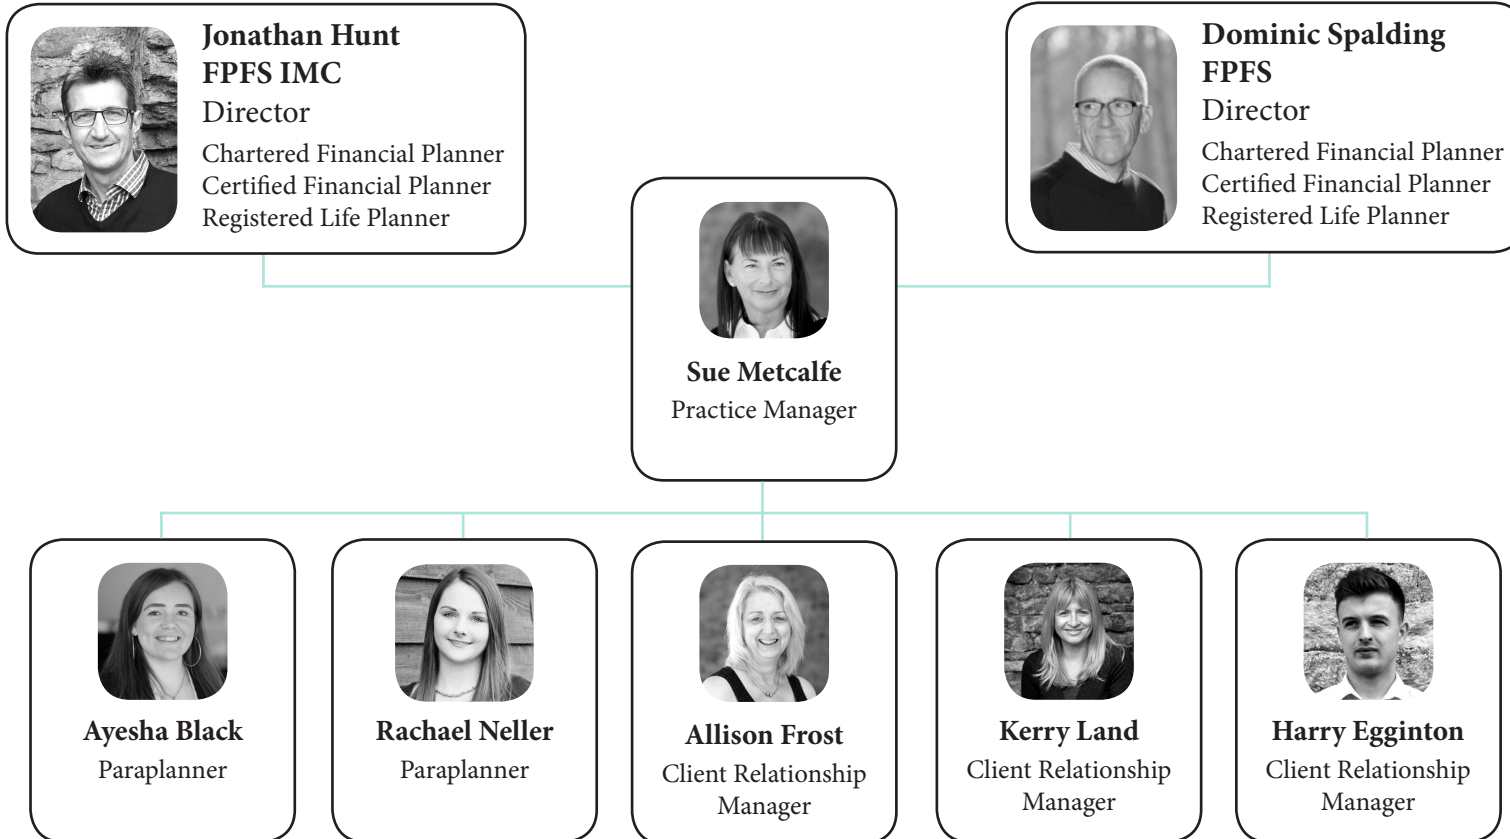 Jonathan Hunt
FPFS IMC
Director
Chartered Financial Planner
Certified Financial Planner
Registered Life Planner
Dominic Spalding
FPFS
Director
Chartered Financial Planner
Certified Financial Planner
Registered Life Planner
Sue Metcalfe
Practice Manager
Ayesha Black
Paraplanner
Rachael Neller
Paraplanner
Allison Frost
Client Relationship
Manager
Kerry Land
Client Relationship
Manager
Harry Egginton
Client Relationship
Manager